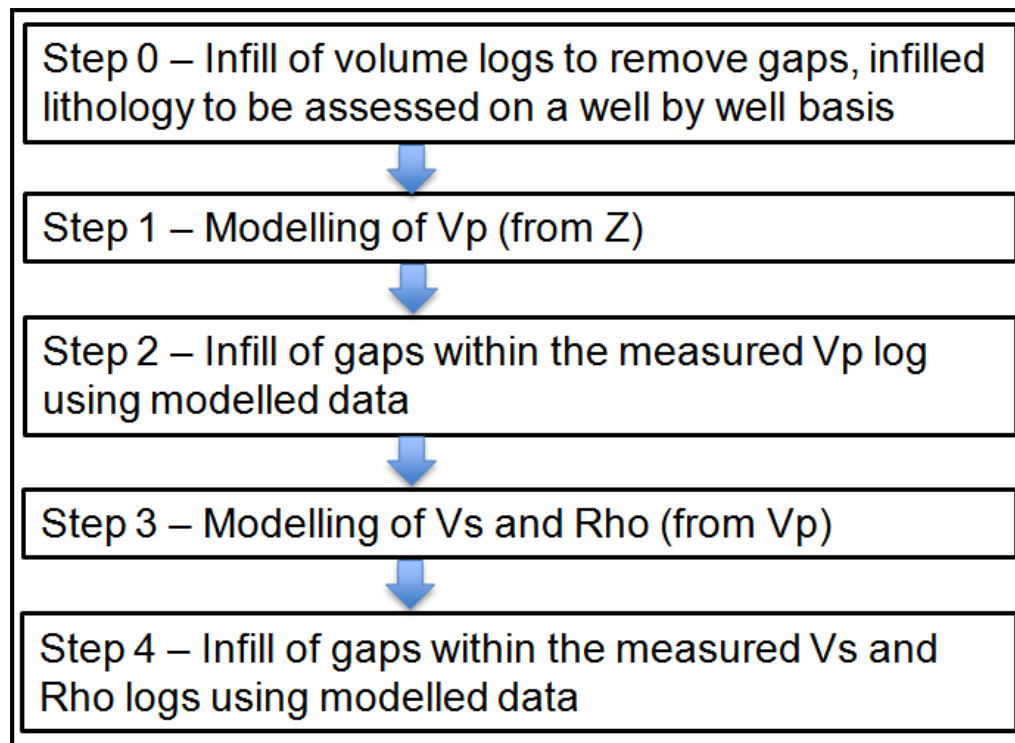 Step 0 – Infill of volume logs to remove gaps, infilled
lithology to be assessed on a well by well basis
Step 1 – Modelling of Vp (from Z)
Step 2 – Infill of gaps within the measured Vp log
using modelled data
Step 3 – Modelling of Vs and Rho (from Vp)
Step 4 – Infill of gaps within the measured Vs and
Rho logs using modelled data